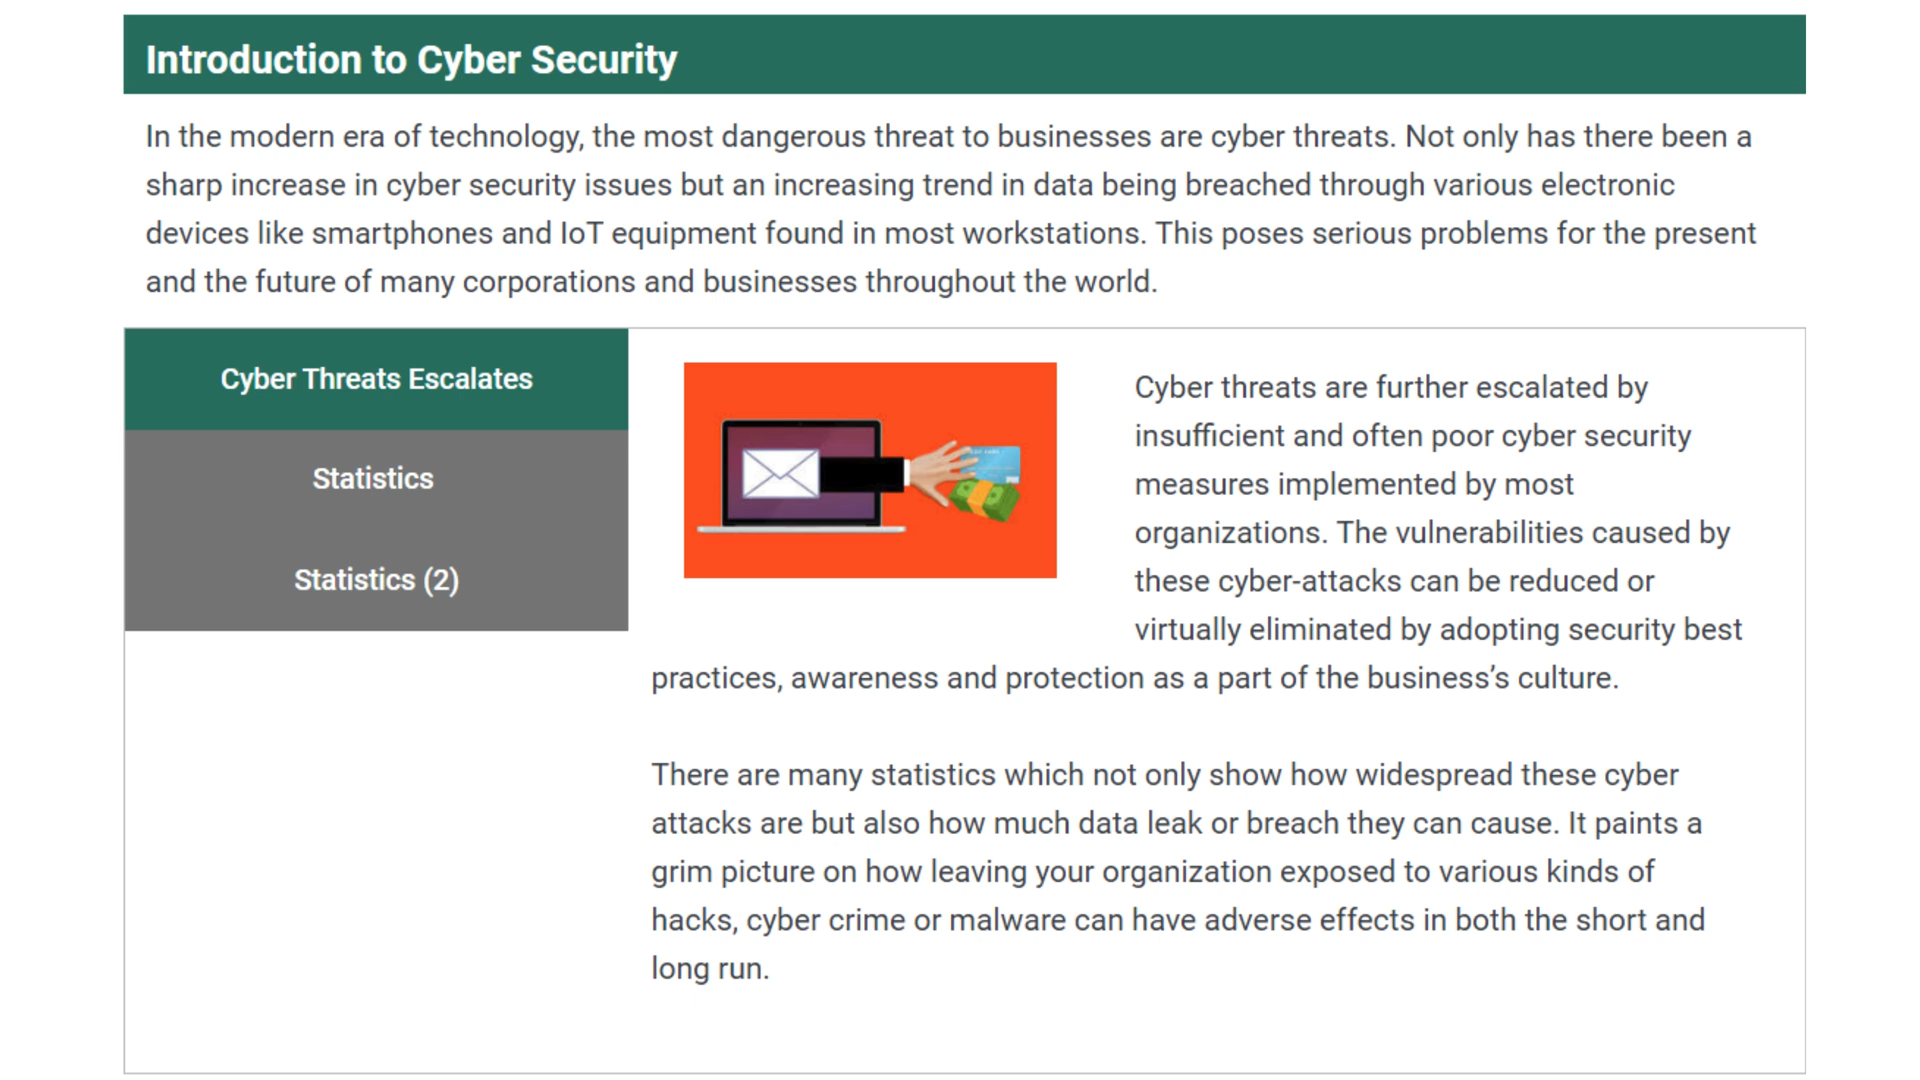 Introduction to Cyber Security
In the modern era of technology, the most dangerous threat to businesses are cyber threats. Not only has there been a
sharp increase in cyber security issues but an increasing trend in data being breached through various electronic
devices like smartphones and IoT equipment found in most workstations. This poses serious problems for the present
and the future of many corporations and businesses throughout the world.
Cyber Threats Escalates
Statistics
Statistics (2)
Cyber threats are further escalated by
insufficient and often poor cyber security
measures implemented by most
organizations. The vulnerabilities caused by
these cyber-attacks can be reduced or
virtually eliminated by adopting security best
practices, awareness and protection as a part of the business’s culture.
There are many statistics which not only show how widespread these cyber
attacks are but also how much data leak or breach they can cause. It paints a
grim picture on how leaving your organization exposed to various kinds of
hacks, cyber crime or malware can have adverse effects in both the short and
long run.